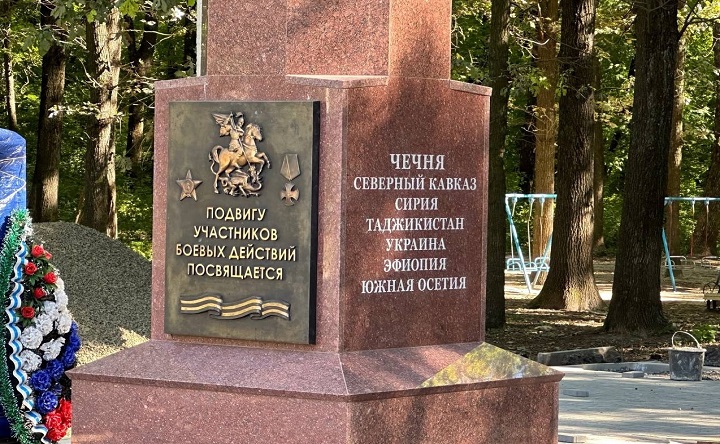 ПОДВИГУ
УЧАСТНИКОВ
БОЕВЫХ ДЕЙСТВИЙ
ПОСВЯЩАЕТСЯ
ЧЕЧНЯ
СЕВЕРНЫЙ КАВКАЗ
СИРИЯ
ТАДЖИКИСТАН
УКРАИНА
ЭФИОПИЯ
ЮЖНАЯ ОСЕТИЯ